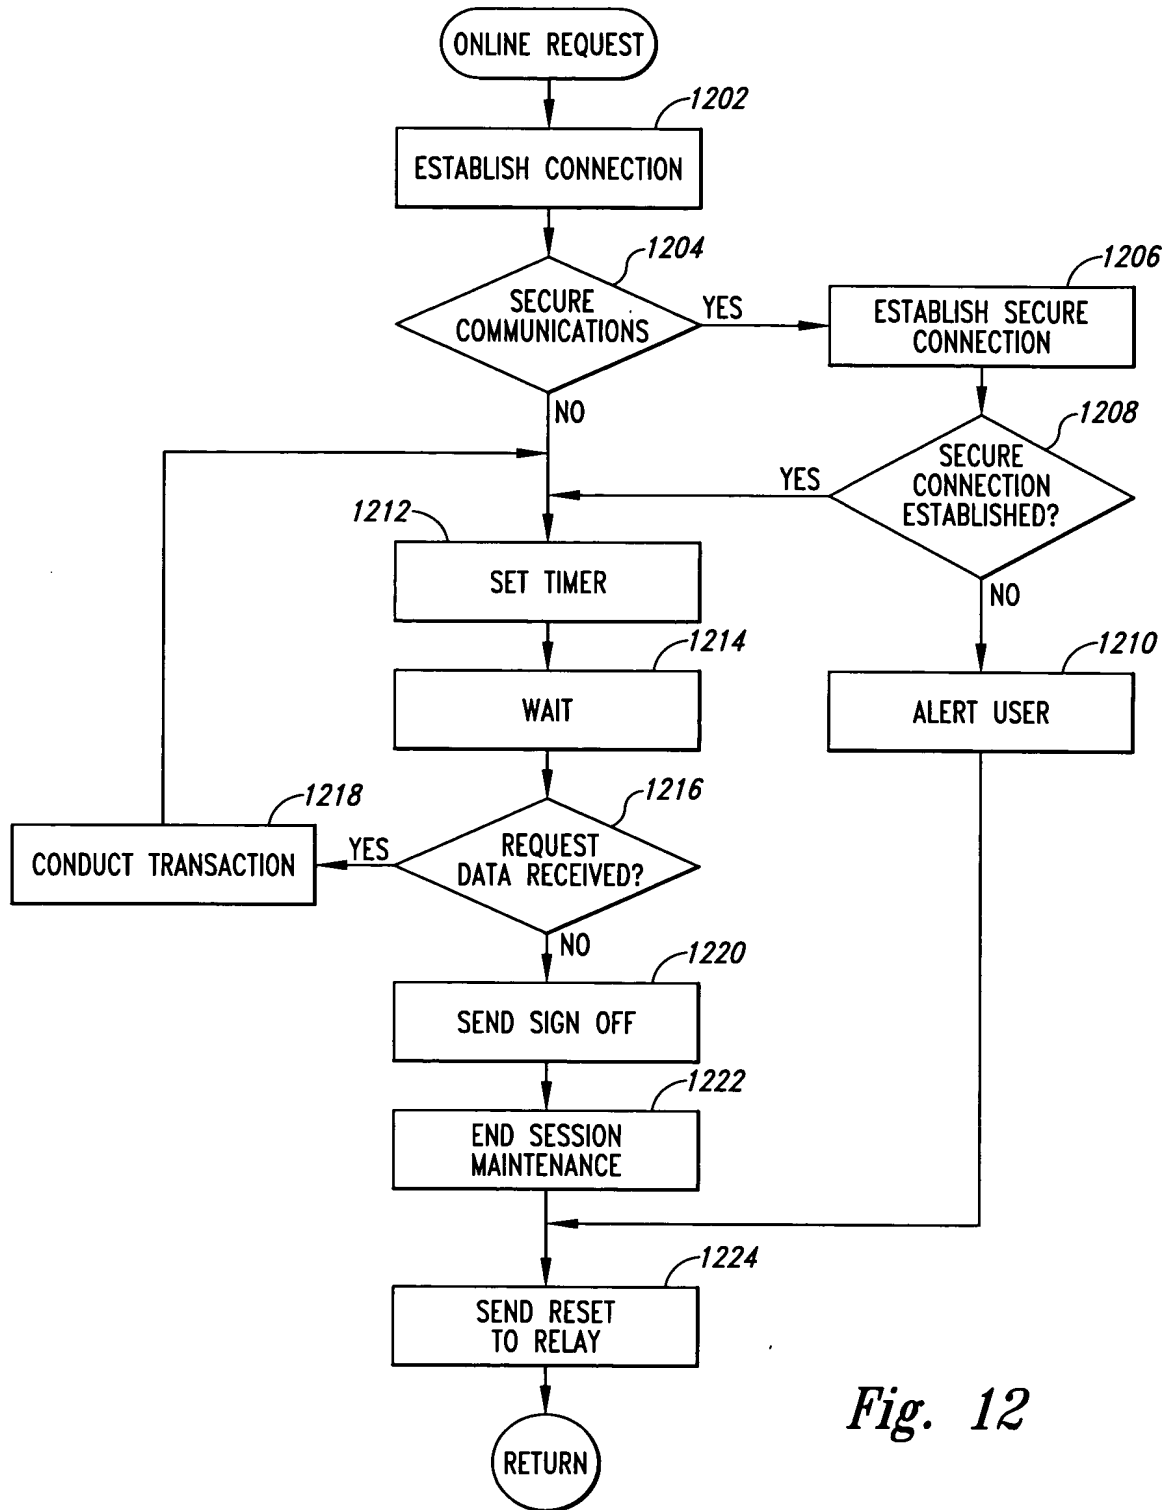 ONLINE REQUEST
1202
ESTABLISH CONNECTION
1204
SECURE
COMMUNICATIONS
YES
1206
ESTABLISH SECURE
CONNECTION
NO
1208
SECURE
CONNECTION
ESTABLISHED?
YES
NO
1212
SET TIMER
1214
WAIT
1210
ALERT USER
1216
REQUEST
DATA RECEIVED?
YES
1218
CONDUCT TRANSACTION
NO
1220
SEND SIGN OFF
1222
END SESSION
MAINTENANCE
1224
SEND RESET
TO RELAY
RETURN
Fig. 12